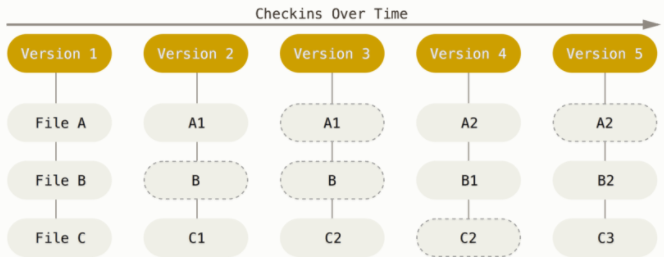 Checkins Over Time
Version 1 Version 2 Version 3 Version 4 Version 5
File A A1 A1 A2 A2
File B B B B1 B2
File C C1 C2 C2 C3